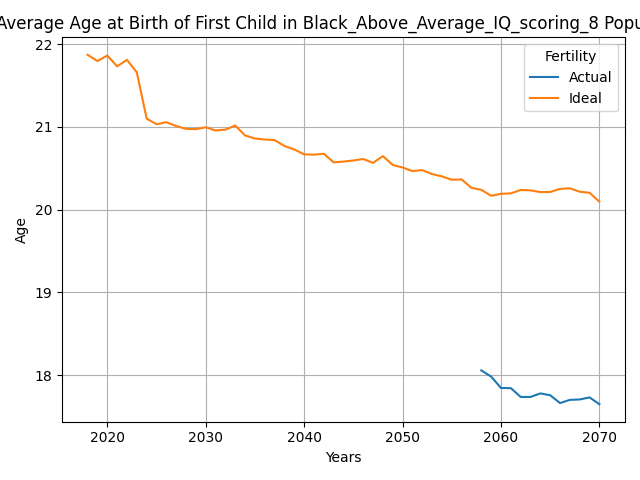 Average Age at Birth of First Child in Black_Above_Average_IQ_scoring_8 Popu
22
21
20
19
18
Age
Fertility
Actual
Ideal
2020 2030 2040 2050 2060 2070
Years